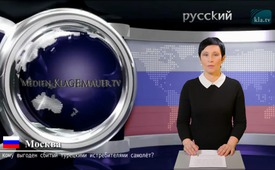 русский
kla.tv
MEDIEN-KLAGEMAUER.TV
Москва
Кому выгоден сбитый турецкими истребителями самолёт?